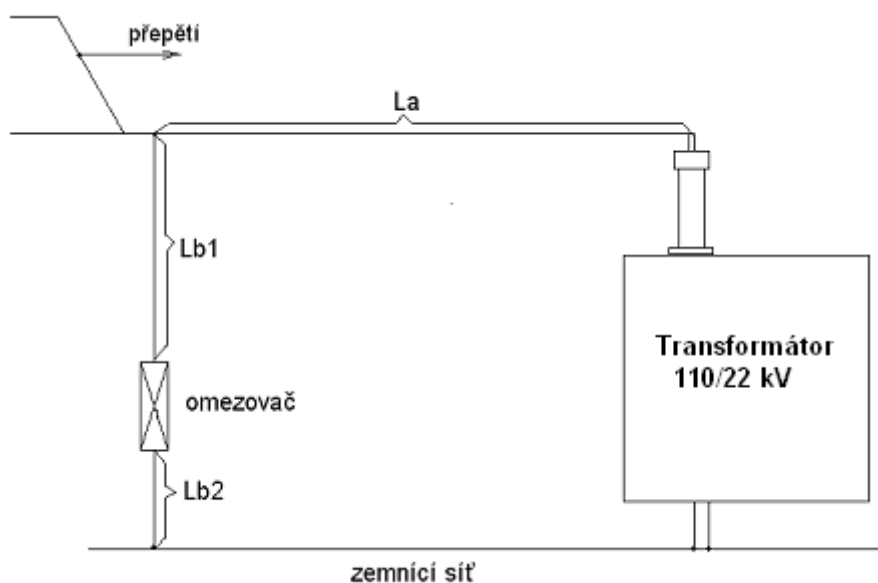 přepětí
La
Lb1
Transformátor
110/22 kV
omezovač
Lb2
zemnící síť